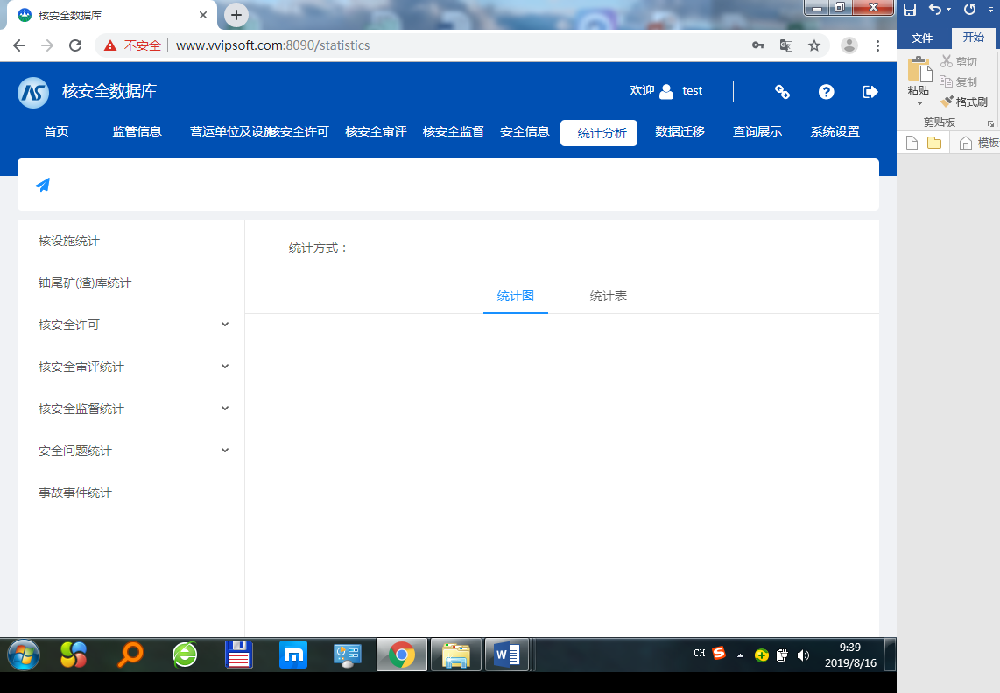 核安全数据库
文件
开始
不安全
www.vvipsoft.com:8090/statistics
剪切
复制
粘贴
格式刷
剪贴板
模板
核安全数据库
欢迎 test
首页 监管信息 营运单位及设施 核安全许可 核安全审评 核安全监督 安全信息 统计分析 数据迁移 查询展示 系统设置
核设施统计
铀尾矿(渣)库统计
核安全许可
核安全审评统计
核安全监督统计
安全问题统计
事故事件统计
统计方式：
统计图
统计表
CH
9:39
2019/8/16